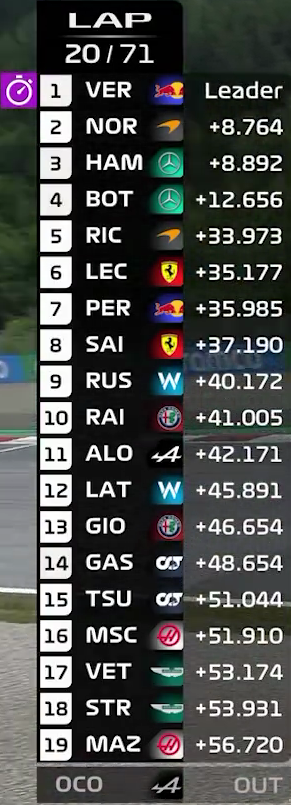 LAP
20/71
1 VER Leader
2 NOR +8.764
3 HAM +8.892
4 BOT +12.656
5 RIC +33.973
6 LEC +35.177
7 PER +35.985
8 SAI +37.190
9 RUS W +40.172
10 RAI +41.005
11 ALO +42.171
12 LAT W +45.891
13 GIO +46.654
14 GAS +48.654
15 TSU +51.044
16 MSC +51.910
17 VET +53.174
18 STR +53.931
19 MAZ +56.720
OCO OUT